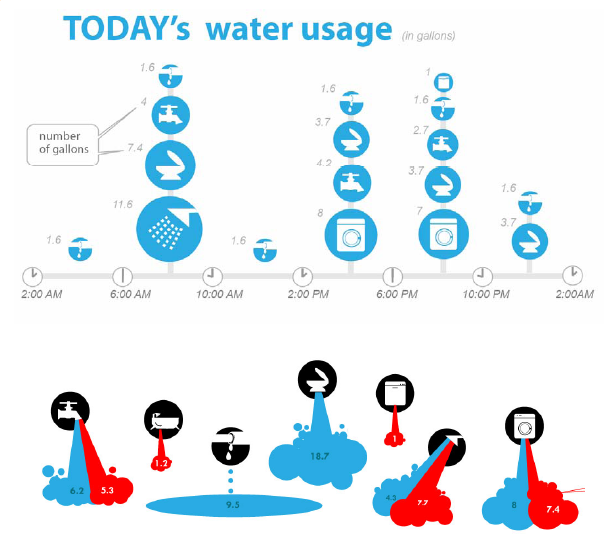 TODAY's water usage (in gallons)
1
1.6
1.6
1.6
4
3.7
2.7
number
of gallons
7.4
4.2
3.7
11.6
8
7
1.6
1.6
1.6
3.7
2:00 AM
6:00 AM
10:00 AM
2:00 PM
6:00 PM
10:00 PM
2:00AM
6.2
5.3
1.2
9.5
18.7
1
4.5
7.7
8
7.4